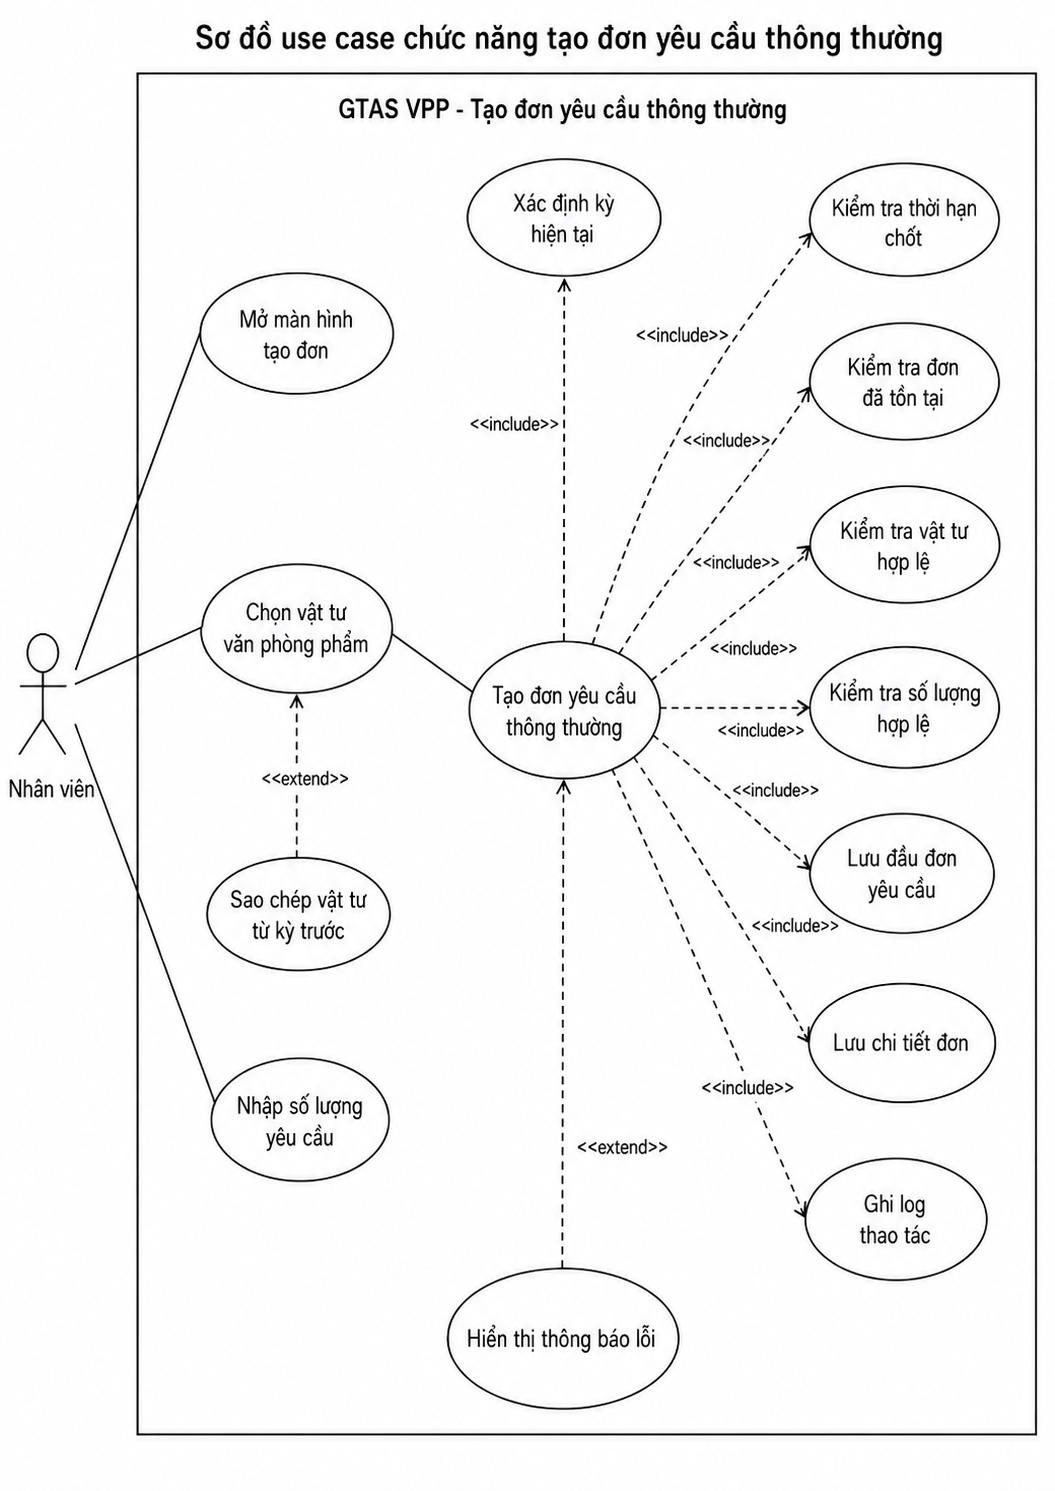 Sơ đồ use case chức năng tạo đơn yêu cầu thông thường
GTAS VPP - Tạo đơn yêu cầu thông thường
Xác định kỳ
hiện tại
Kiểm tra thời hạn
chốt
Mở màn hình
tạo đơn
<<include>>
Kiểm tra đơn
đã tồn tại
<<include>>
<<include>>
Kiểm tra vật tư
hợp lệ
<<include>>
Chọn vật tư
văn phòng phẩm
<<include>>
Tạo đơn yêu cầu
thông thường
Kiểm tra số lượng
hợp lệ
<<include>>
Nhân viên
<<extend>>
<<include>>
Lưu đầu đơn
yêu cầu
Sao chép vật tư
từ kỳ trước
<<include>>
Lưu chi tiết đơn
<<include>>
Nhập số lượng
yêu cầu
<<extend>>
Ghi log
thao tác
Hiển thị thông báo lỗi